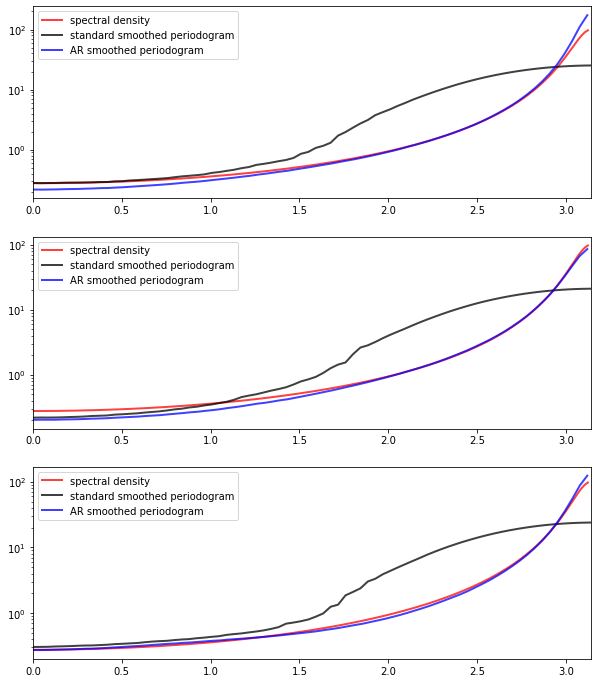 10²
10¹
10⁰
spectral density
standard smoothed periodogram
AR smoothed periodogram
0.0 0.5 1.0 1.5 2.0 2.5 3.0
10²
10¹
10⁰
spectral density
standard smoothed periodogram
AR smoothed periodogram
0.0 0.5 1.0 1.5 2.0 2.5 3.0
10²
10¹
10⁰
spectral density
standard smoothed periodogram
AR smoothed periodogram
0.0 0.5 1.0 1.5 2.0 2.5 3.0